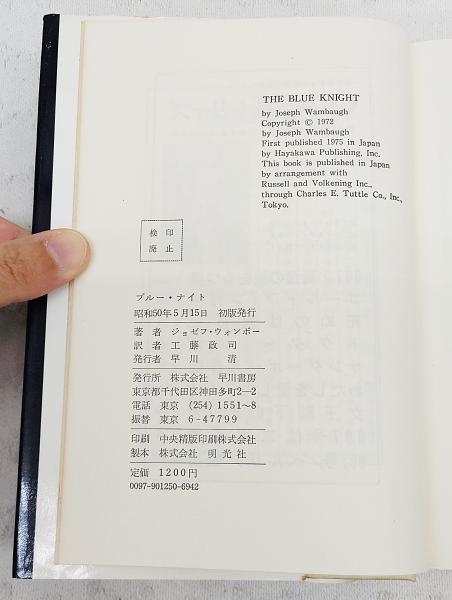 THE BLUE KNIGHT
by Joseph Wambaugh
Copyright © 1972
by Joseph Wambaugh
First published 1975 in Japan
by Hayakawa Publishing, Inc.
This book is published in Japan
by arrangement with
Russell and Volkening Inc.,
through Charles E. Tuttle Co., Inc.,
Tokyo.
検印
廃止
ブルー・ナイト
昭和50年5月15日 初版発行
著者 ジョゼフ・ウォンボー
訳者 工藤政司
発行者 早川 清
発行所 株式会社 早川書房
東京都千代田区神田多町2−2
電話 東京 (254) 1551〜8
振替 東京 6-47799
印刷 中央精版印刷株式会社
製本 株式会社 明光社
定価 1200円
0097-901250-6942